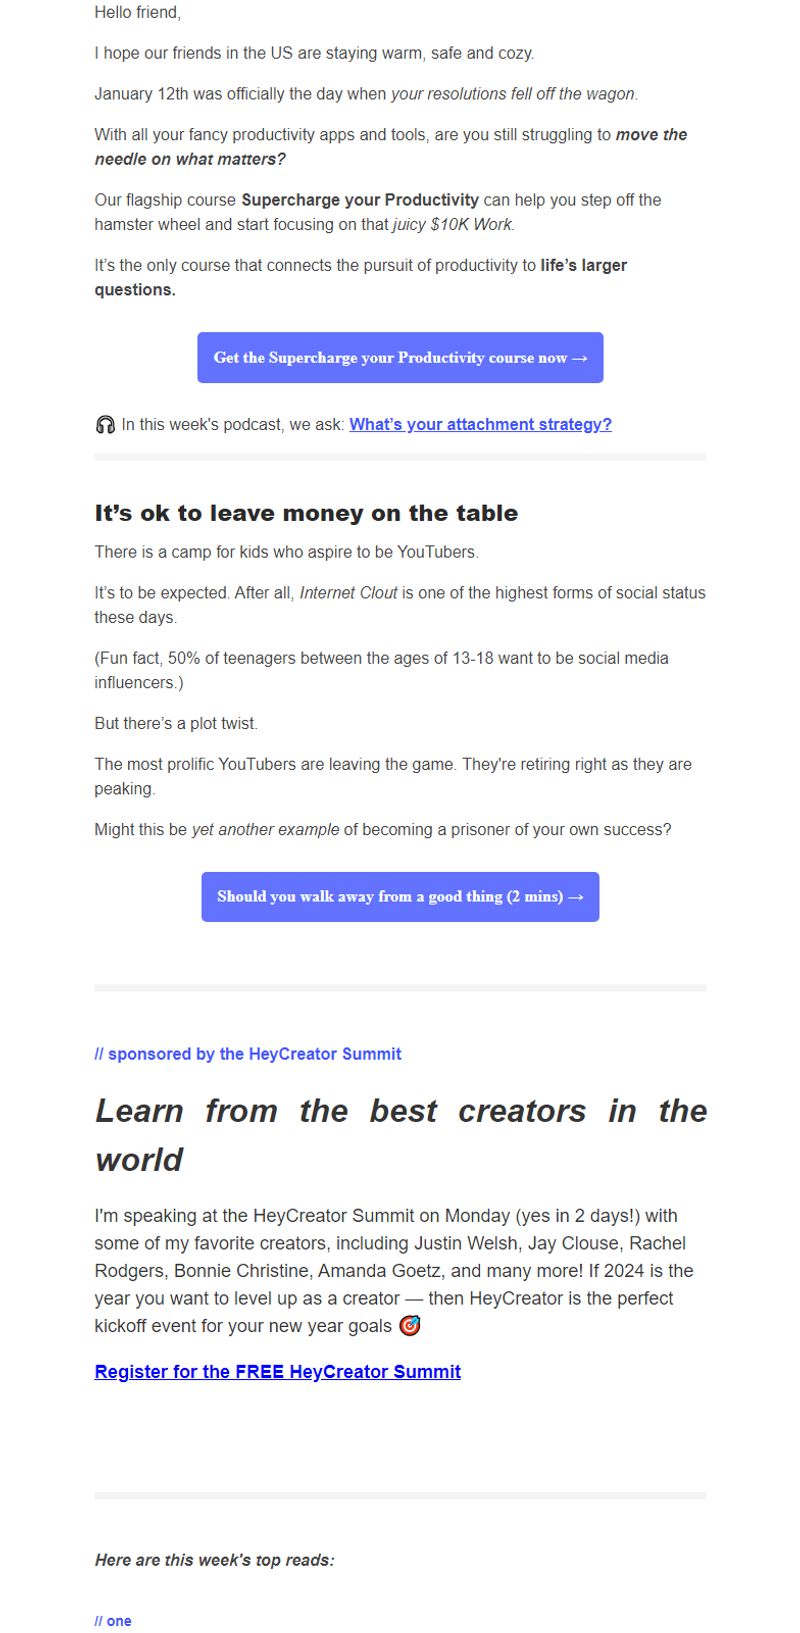 Hello friend,
I hope our friends in the US are staying warm, safe and cozy.
January 12th was officially the day when your resolutions fell off the wagon.
With all your fancy productivity apps and tools, are you still struggling to move the
needle on what matters?
Our flagship course Supercharge your Productivity can help you step off the
hamster wheel and start focusing on that juicy $10K Work.
It’s the only course that connects the pursuit of productivity to life’s larger
questions.
Get the Supercharge your Productivity course now →
🎧 In this week's podcast, we ask: What’s your attachment strategy?
It’s ok to leave money on the table
There is a camp for kids who aspire to be YouTubers.
It’s to be expected. After all, Internet Clout is one of the highest forms of social status
these days.
(Fun fact, 50% of teenagers between the ages of 13-18 want to be social media
influencers.)
But there’s a plot twist.
The most prolific YouTubers are leaving the game. They're retiring right as they are
peaking.
Might this be yet another example of becoming a prisoner of your own success?
Should you walk away from a good thing (2 mins) →
// sponsored by the HeyCreator Summit
Learn from the best creators in the
world
I'm speaking at the HeyCreator Summit on Monday (yes in 2 days!) with
some of my favorite creators, including Justin Welsh, Jay Clouse, Rachel
Rodgers, Bonnie Christine, Amanda Goetz, and many more! If 2024 is the
year you want to level up as a creator — then HeyCreator is the perfect
kickoff event for your new year goals 🎯
Register for the FREE HeyCreator Summit
Here are this week's top reads:
// one